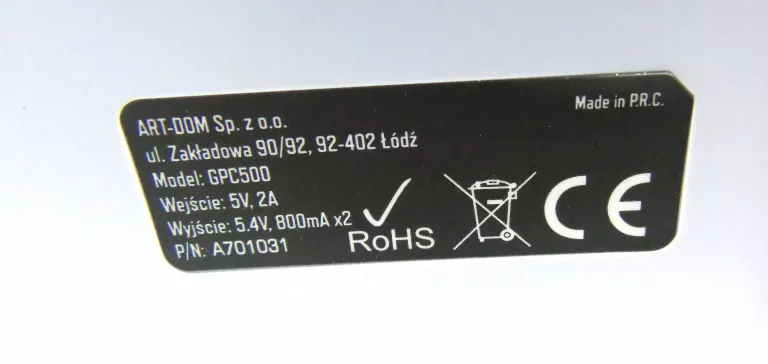 ART-DOM Sp. z o.o.
Made in P.R.C.
ul. Zakładowa 90/92, 92-402 Łódź
Model: GPC500
Wejście: 5V, 2A
Wyjście: 5.4V, 800mA x2
P/N: A701031
RoHS
CE